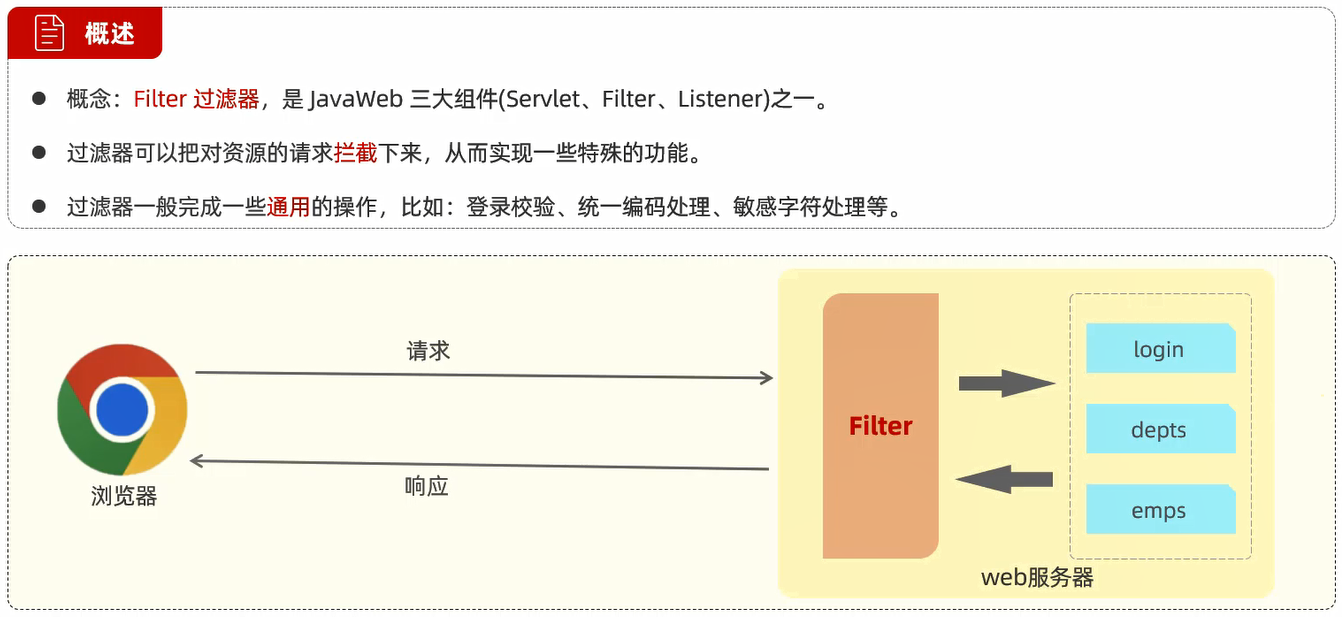 概述
概念：Filter 过滤器，是 JavaWeb 三大组件(Servlet、Filter、Listener)之一。
过滤器可以把对资源的请求拦截下来，从而实现一些特殊的功能。
过滤器一般完成一些通用的操作，比如：登录校验、统一编码处理、敏感字符处理等。
请求
login
Filter
depts
响应
浏览器
emps
web服务器